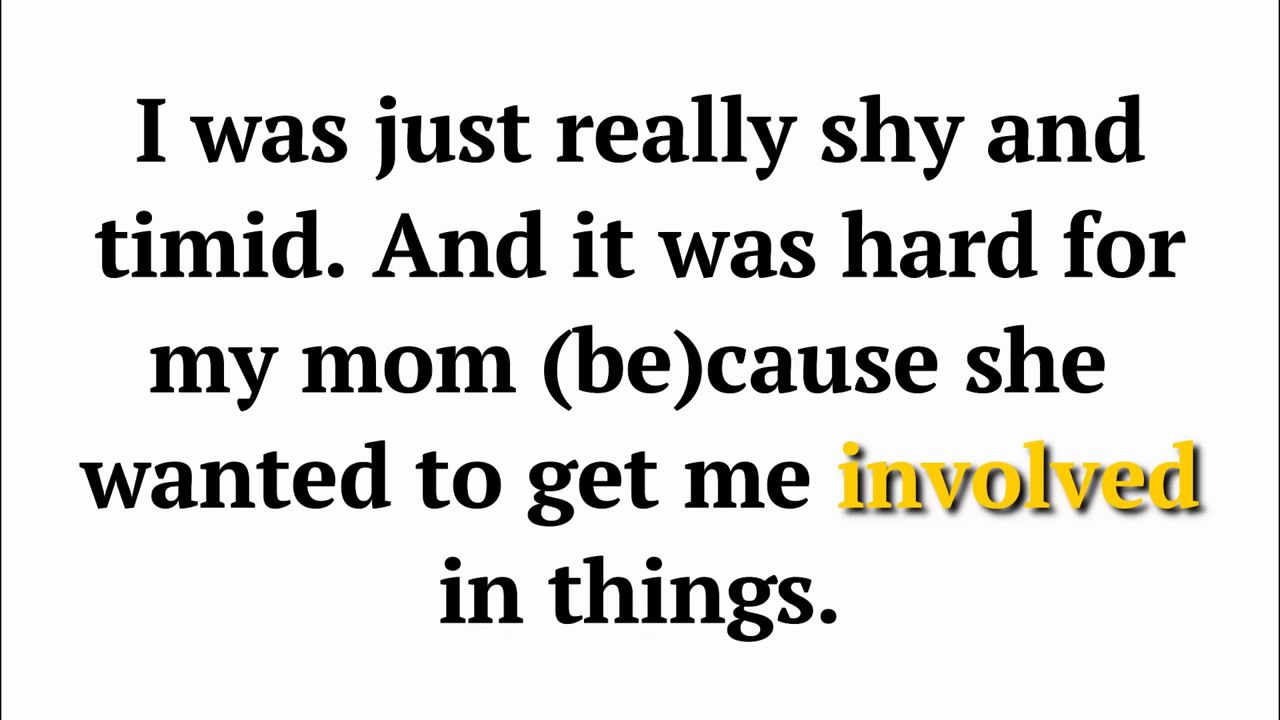 I was just really shy and
timid. And it was hard for
my mom (be)cause she
wanted to get me involved
in things.